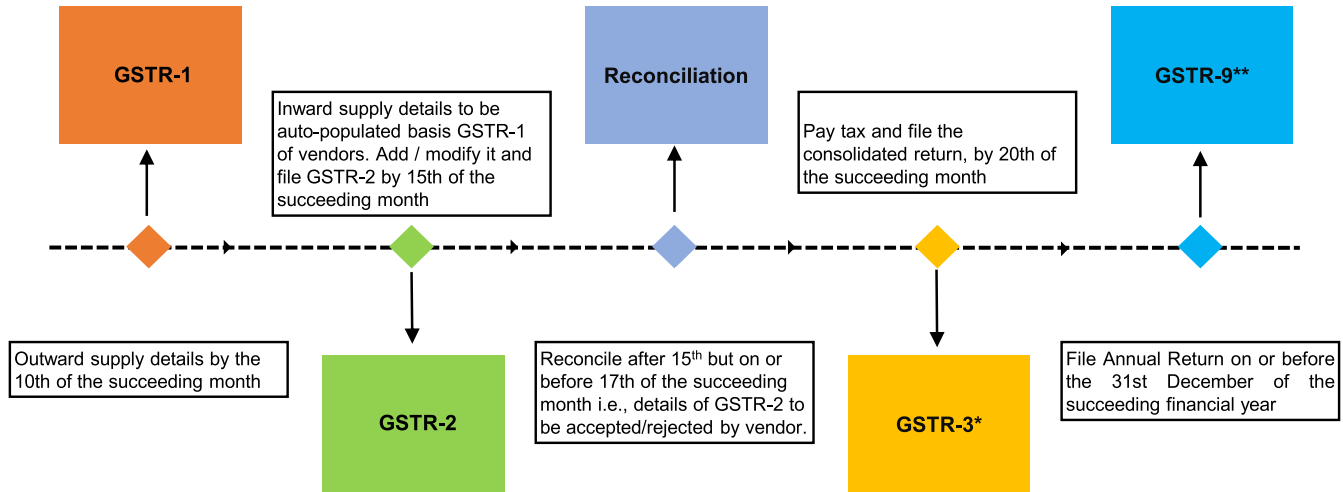 GSTR-1
Outward supply details by the
10th of the succeeding month
Inward supply details to be
auto-populated basis GSTR-1
of vendors. Add / modify it and
file GSTR-2 by 15th of the
succeeding month
GSTR-2
Reconciliation
Reconcile after 15th but on or
before 17th of the succeeding
month i.e., details of GSTR-2 to
be accepted/rejected by vendor.
Pay tax and file the
consolidated return, by 20th of
the succeeding month
GSTR-3*
GSTR-9**
File Annual Return on or before
the 31st December of the
succeeding financial year